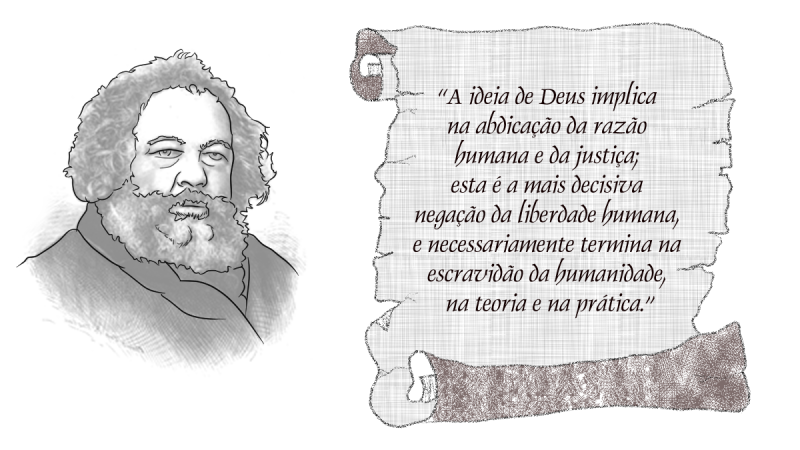 “A ideia de Deus implica
na abdicação da razão
humana e da justiça;
esta é a mais decisiva
negação da liberdade humana,
e necessariamente termina na
escravidão da humanidade,
na teoria e na prática.”